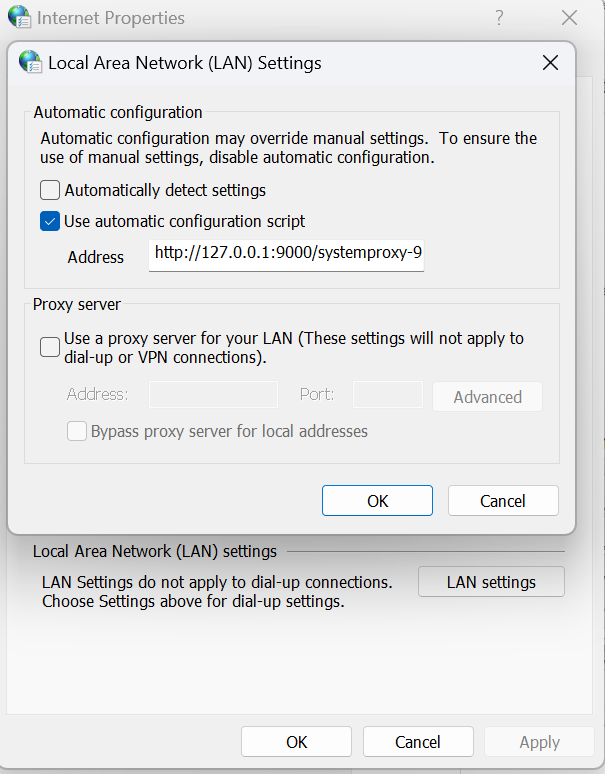 Internet Properties
?
Local Area Network (LAN) Settings
Automatic configuration
Automatic configuration may override manual settings. To ensure the
use of manual settings, disable automatic configuration.
Automatically detect settings
Use automatic configuration script
Address http://127.0.0.1:9000/systemproxy-9
Proxy server
Use a proxy server for your LAN (These settings will not apply to
dial-up or VPN connections).
Address: Port: Advanced
Bypass proxy server for local addresses
OK Cancel
Local Area Network (LAN) settings
LAN Settings do not apply to dial-up connections.
Choose Settings above for dial-up settings.
LAN settings
OK Cancel Apply